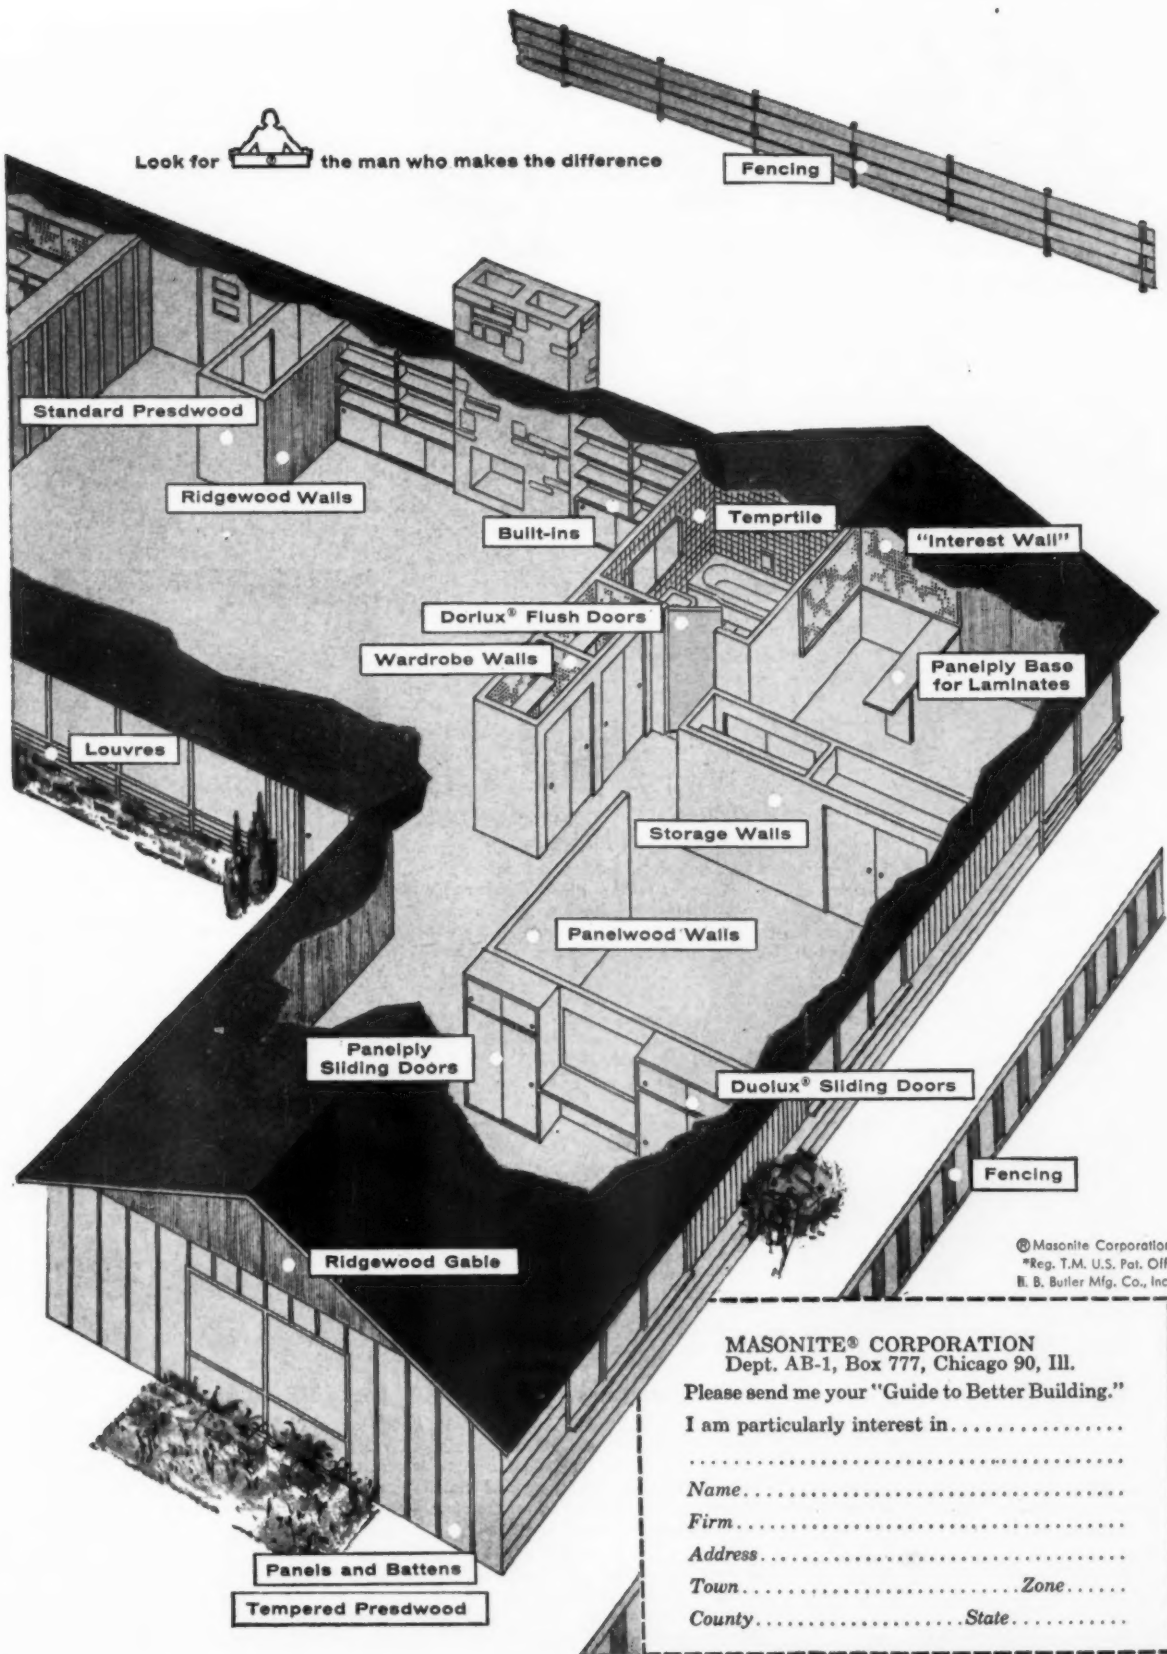 Look for ® the man who makes the difference
Fencing
Standard Presdwood
Ridgewood Walls
Built-ins
Temprtile
"Interest Wall"
Dorlux® Flush Doors
Wardrobe Walls
Panelply Base
for Laminates
Louvres
Storage Walls
Panelwood Walls
Panelply
Sliding Doors
Duolux® Sliding Doors
Fencing
Ridgewood Gable
® Masonite Corporation
*Reg. T.M. U.S. Pat. Off
B. Butler Mfg. Co., Inc
Panels and Battens
Tempered Presdwood
MASONITE® CORPORATION
Dept. AB-1, Box 777, Chicago 90, Ill.
Please send me your "Guide to Better Building."
I am particularly interest in....................
..................................................
Name.............................................
Firm.............................................
Address..........................................
Town.............................Zone......
County......................State............